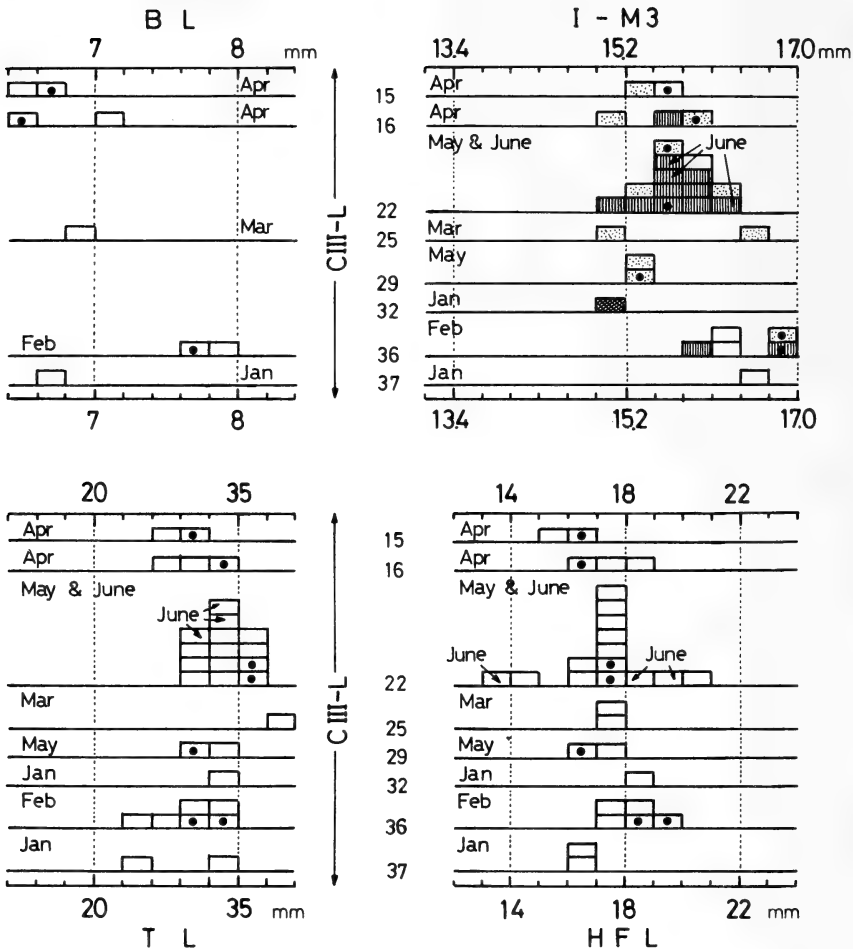 B L
7 8 mm
Apr
Apr
Mar
Feb
Jan
7 8
CIII-L
I - M3
13.4 15.2 17.0 mm
15 Apr
16 Apr
May & June
June
22
25 Mar
29 May
32 Jan
36 Feb
37 Jan
13.4 15.2 17.0
20 35
Apr
Apr
May & June
June
Mar
May
Jan
Feb
Jan
20 35 mm
T L
CIII-L
14 18 22
15 Apr
16 Apr
May & June
June June
22
25 Mar
29 May
32 Jan
36 Feb
37 Jan
14 18 22 mm
H F L